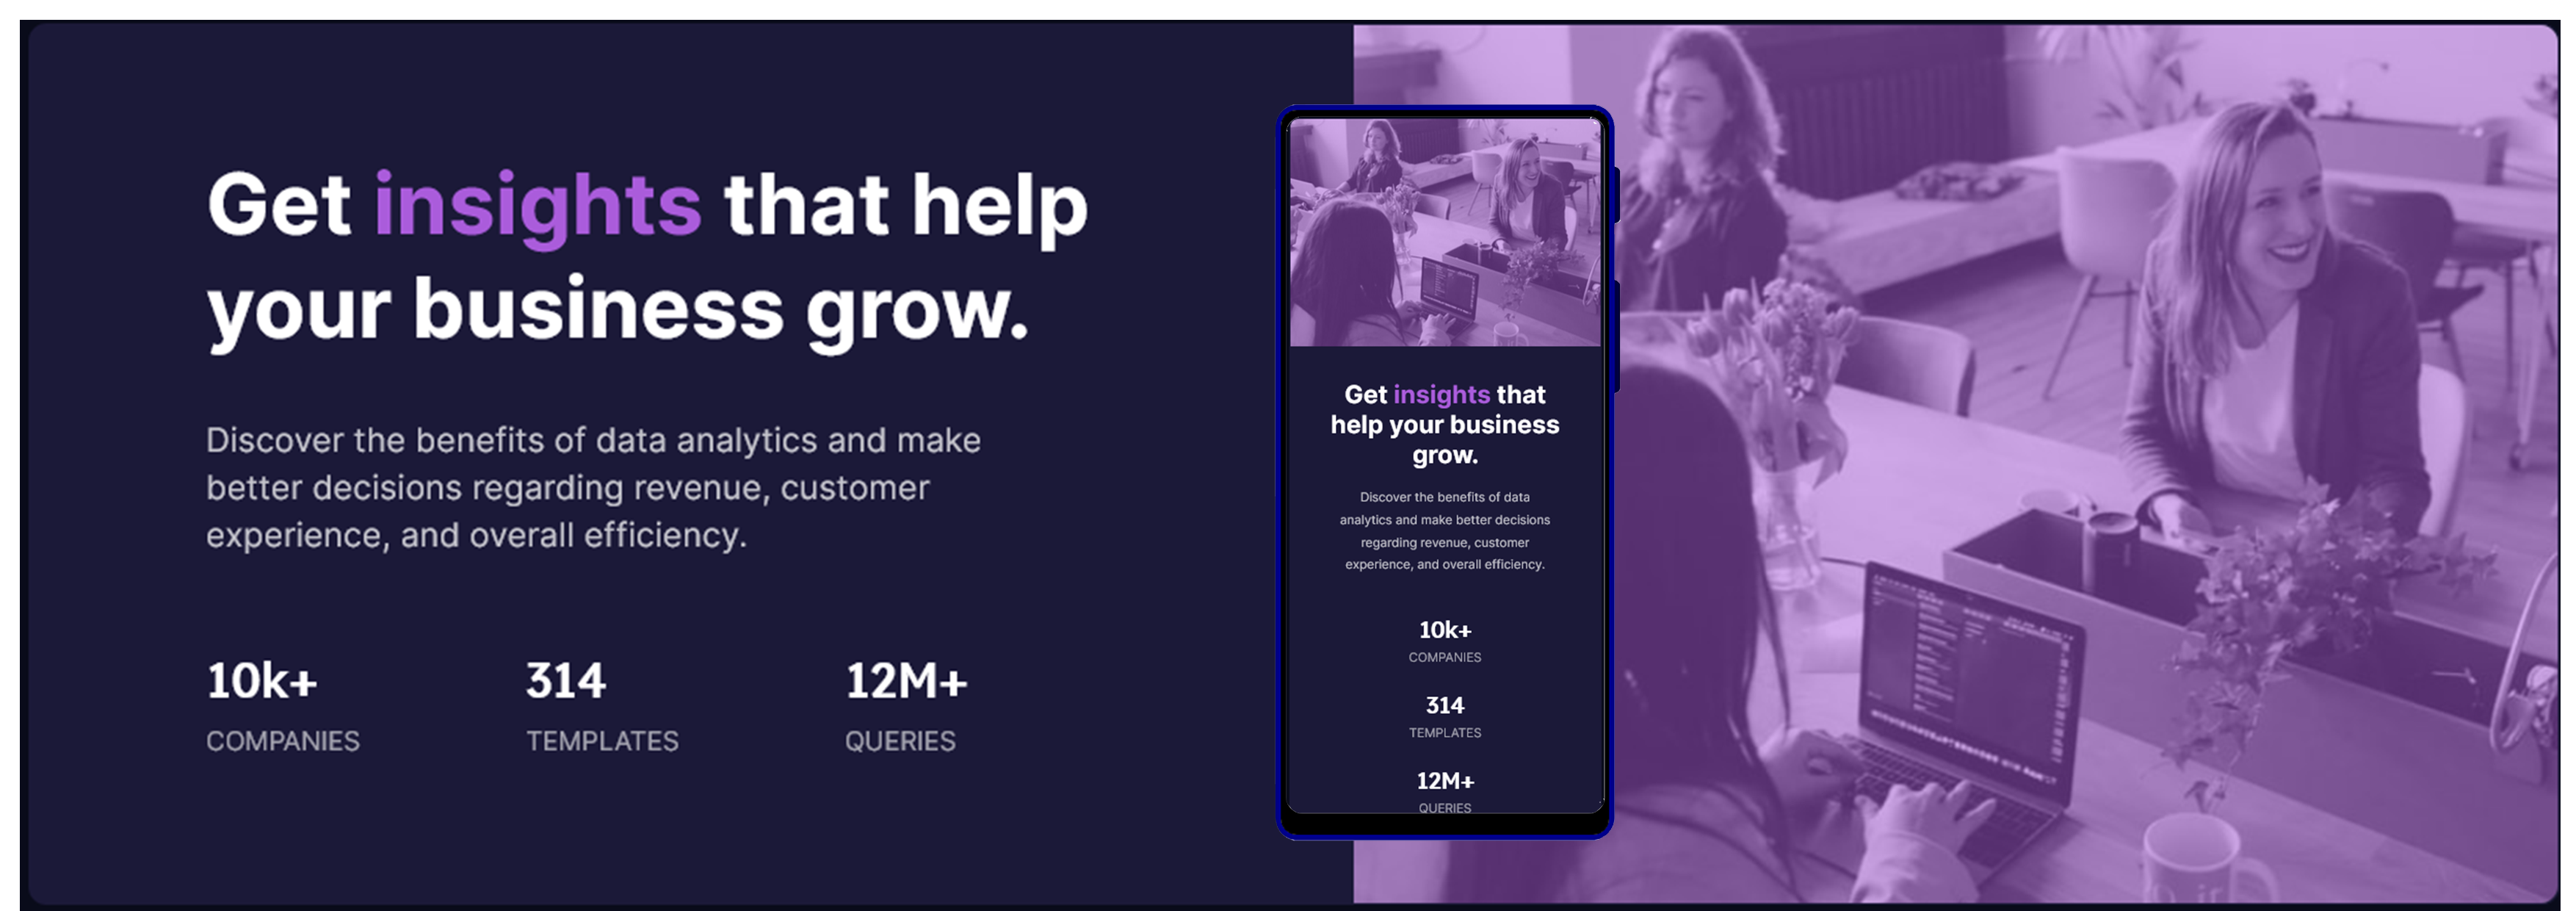 Get insights that help
your business grow.
Discover the benefits of data analytics and make
better decisions regarding revenue, customer
experience, and overall efficiency.
10k+
314
12M+
COMPANIES
TEMPLATES
QUERIES
Get insights that
help your business
grow.
Discover the benefits of data
analytics and make better decisions
regarding revenue, customer
experience, and overall efficiency.
10k+
COMPANIES
314
TEMPLATES
12M+
QUERIES